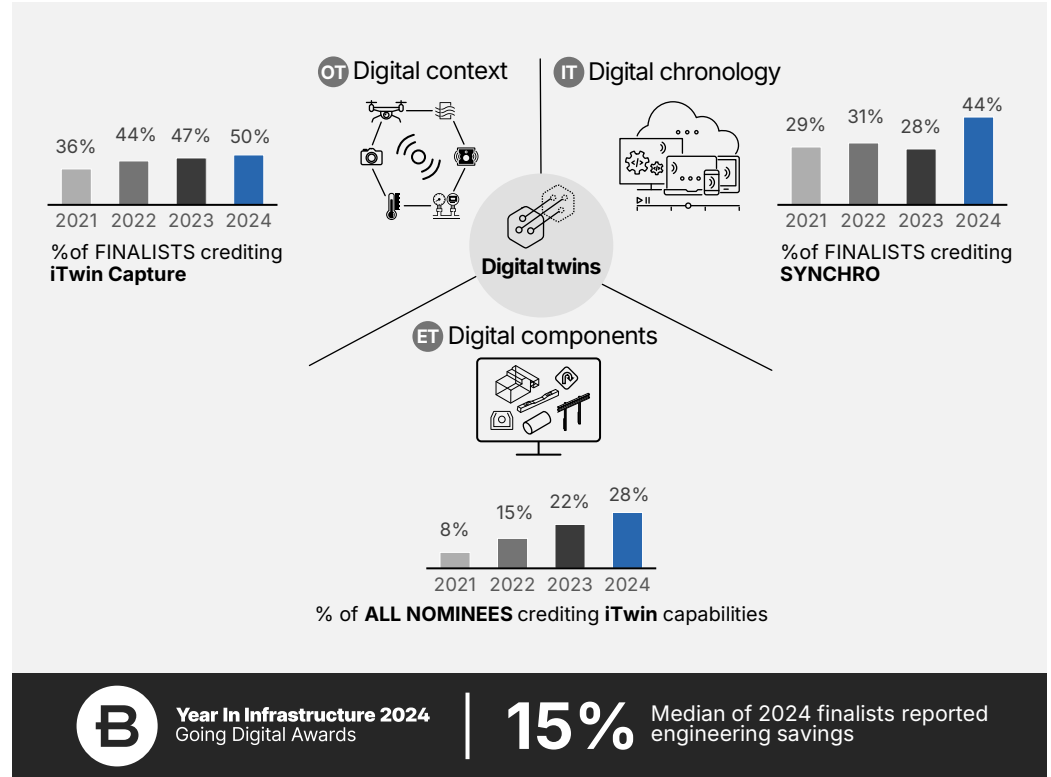 OT Digital context
36% 44% 47% 50%
2021 2022 2023 2024
%of FINALISTS crediting
iTwin Capture
IT Digital chronology
</>
29% 31% 28% 44%
2021 2022 2023 2024
%of FINALISTS crediting
SYNCHRO
Digital twins
ET Digital components
8% 15% 22% 28%
2021 2022 2023 2024
% of ALL NOMINEES crediting iTwin capabilities
B
Year In Infrastructure 2024
Going Digital Awards
15%
Median of 2024 finalists reported
engineering savings